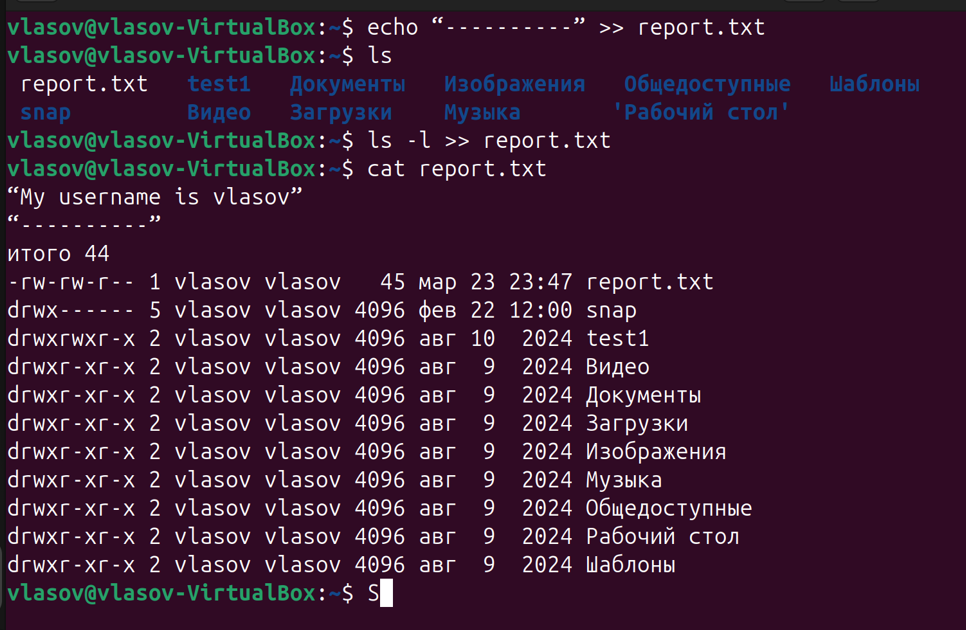 vlasov@vlasov-VirtualBox:~$ echo “----------” >> report.txt
vlasov@vlasov-VirtualBox:~$ ls
report.txt test1 Документы Изображения Общедоступные Шаблоны
snap Видео Загрузки Музыка 'Рабочий стол'
vlasov@vlasov-VirtualBox:~$ ls -l >> report.txt
vlasov@vlasov-VirtualBox:~$ cat report.txt
“My username is vlasov”
“----------”
итого 44
-rw-rw-r-- 1 vlasov vlasov 45 мар 23 23:47 report.txt
drwx------ 5 vlasov vlasov 4096 фев 22 12:00 snap
drwxrwxr-x 2 vlasov vlasov 4096 авг 10 2024 test1
drwxr-xr-x 2 vlasov vlasov 4096 авг 9 2024 Видео
drwxr-xr-x 2 vlasov vlasov 4096 авг 9 2024 Документы
drwxr-xr-x 2 vlasov vlasov 4096 авг 9 2024 Загрузки
drwxr-xr-x 2 vlasov vlasov 4096 авг 9 2024 Изображения
drwxr-xr-x 2 vlasov vlasov 4096 авг 9 2024 Музыка
drwxr-xr-x 2 vlasov vlasov 4096 авг 9 2024 Общедоступные
drwxr-xr-x 2 vlasov vlasov 4096 авг 9 2024 Рабочий стол
drwxr-xr-x 2 vlasov vlasov 4096 авг 9 2024 Шаблоны
vlasov@vlasov-VirtualBox:~$ S